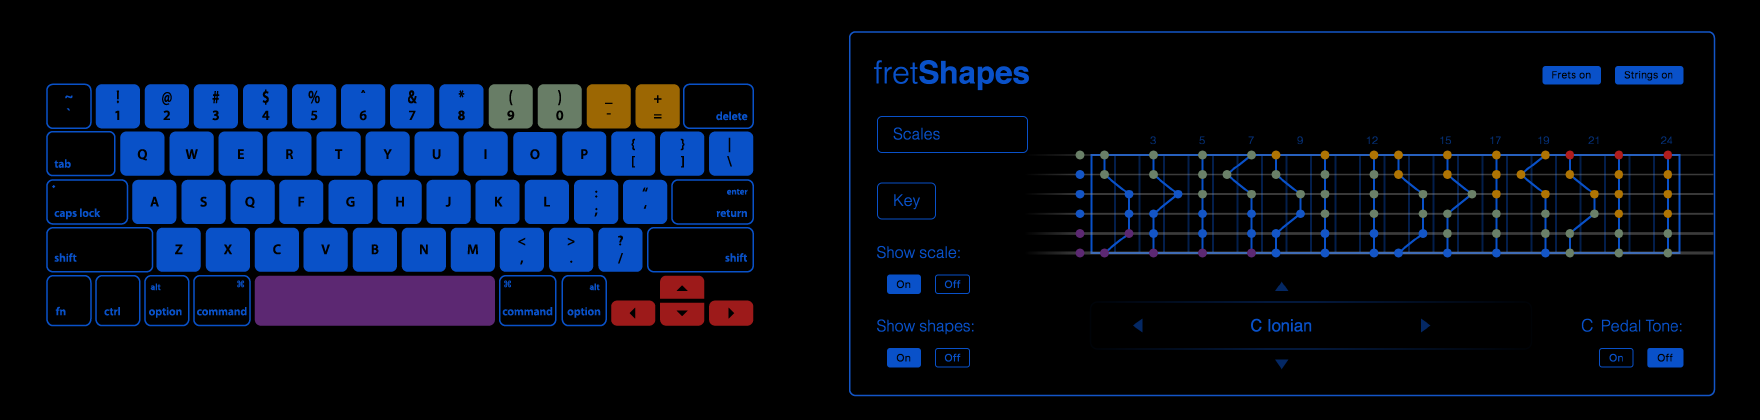 ~ ! @ # $ % ˆ & * ( ) _ +
` 1 2 3 4 5 6 7 8 9 0 - = delete
tab Q W E R T Y U I O P { [ } ] | \
caps lock A S Q F G H J K L : ; " ' enter return
shift Z X C V B N M < , > . ? / shift
fn ctrl alt option ⌘ command ⌘ command alt option
fretShapes
Frets on Strings on
Scales
3 5 7 9 12 15 17 19 21 24
Key
Show scale:
On Off
Show shapes:
On Off
C Ionian
C Pedal Tone:
On Off